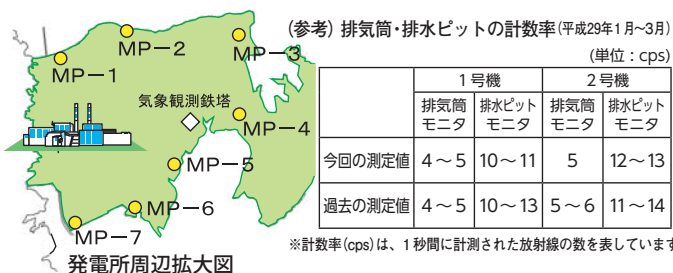 MP－1
MP－2
MP－3
気象観測鉄塔
MP－4
MP－5
MP－6
MP－7
発電所周辺拡大図
(参考) 排気筒・排水ピットの計数率(平成29年1月～3月)
(単位：cps)
1号機 2号機
排気筒モニタ 排水ピットモニタ 排気筒モニタ 排水ピットモニタ
今回の測定値 4～5 10～11 5 12～13
過去の測定値 4～5 10～13 5～6 11～14
※計数率(cps)は、1秒間に計測された放射線の数を表しています